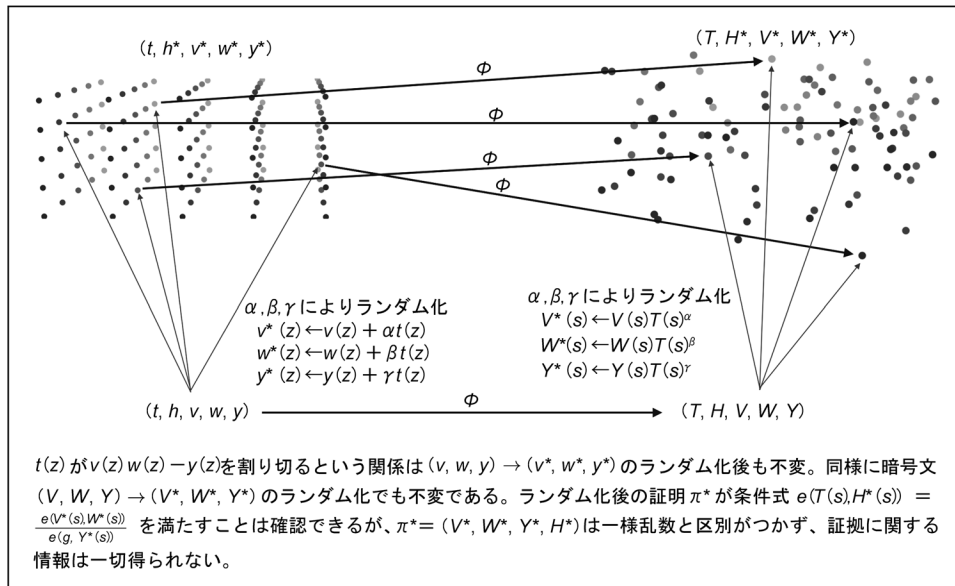 (t, h*, v*, w*, y*)
(T, H*, V*, W*, Y*)
Φ
Φ
Φ
Φ
α,β,γによりランダム化
v*(z)←v(z)+αt(z)
w*(z)←w(z)+βt(z)
y*(z)←y(z)+γt(z)
α,β,γによりランダム化
V*(s)←V(s)T(s)^α
W*(s)←W(s)T(s)^β
Y*(s)←Y(s)T(s)^γ
(t, h, v, w, y)
Φ
(T, H, V, W, Y)
t(z)がv(z)w(z)−y(z)を割り切るという関係は(v, w, y)→(v*, w*, y*)のランダム化後も不変。同様に暗号文
(V, W, Y)→(V*, W*, Y*)のランダム化でも不変である。ランダム化後の証明π*が条件式 e(T(s),H*(s)) =
e(V*(s),W*(s))/e(g, Y*(s)) を満たすことは確認できるが、π*=(V*, W*, Y*, H*)は一様乱数と区別がつかず、証拠に関する
情報は一切得られない。